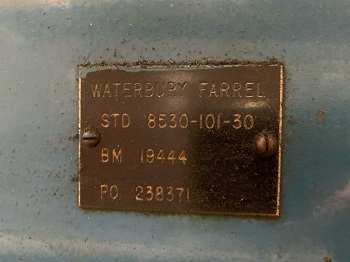 WATERBURY FARREL
STD 8530-101-30
BM 19444
PO 238371